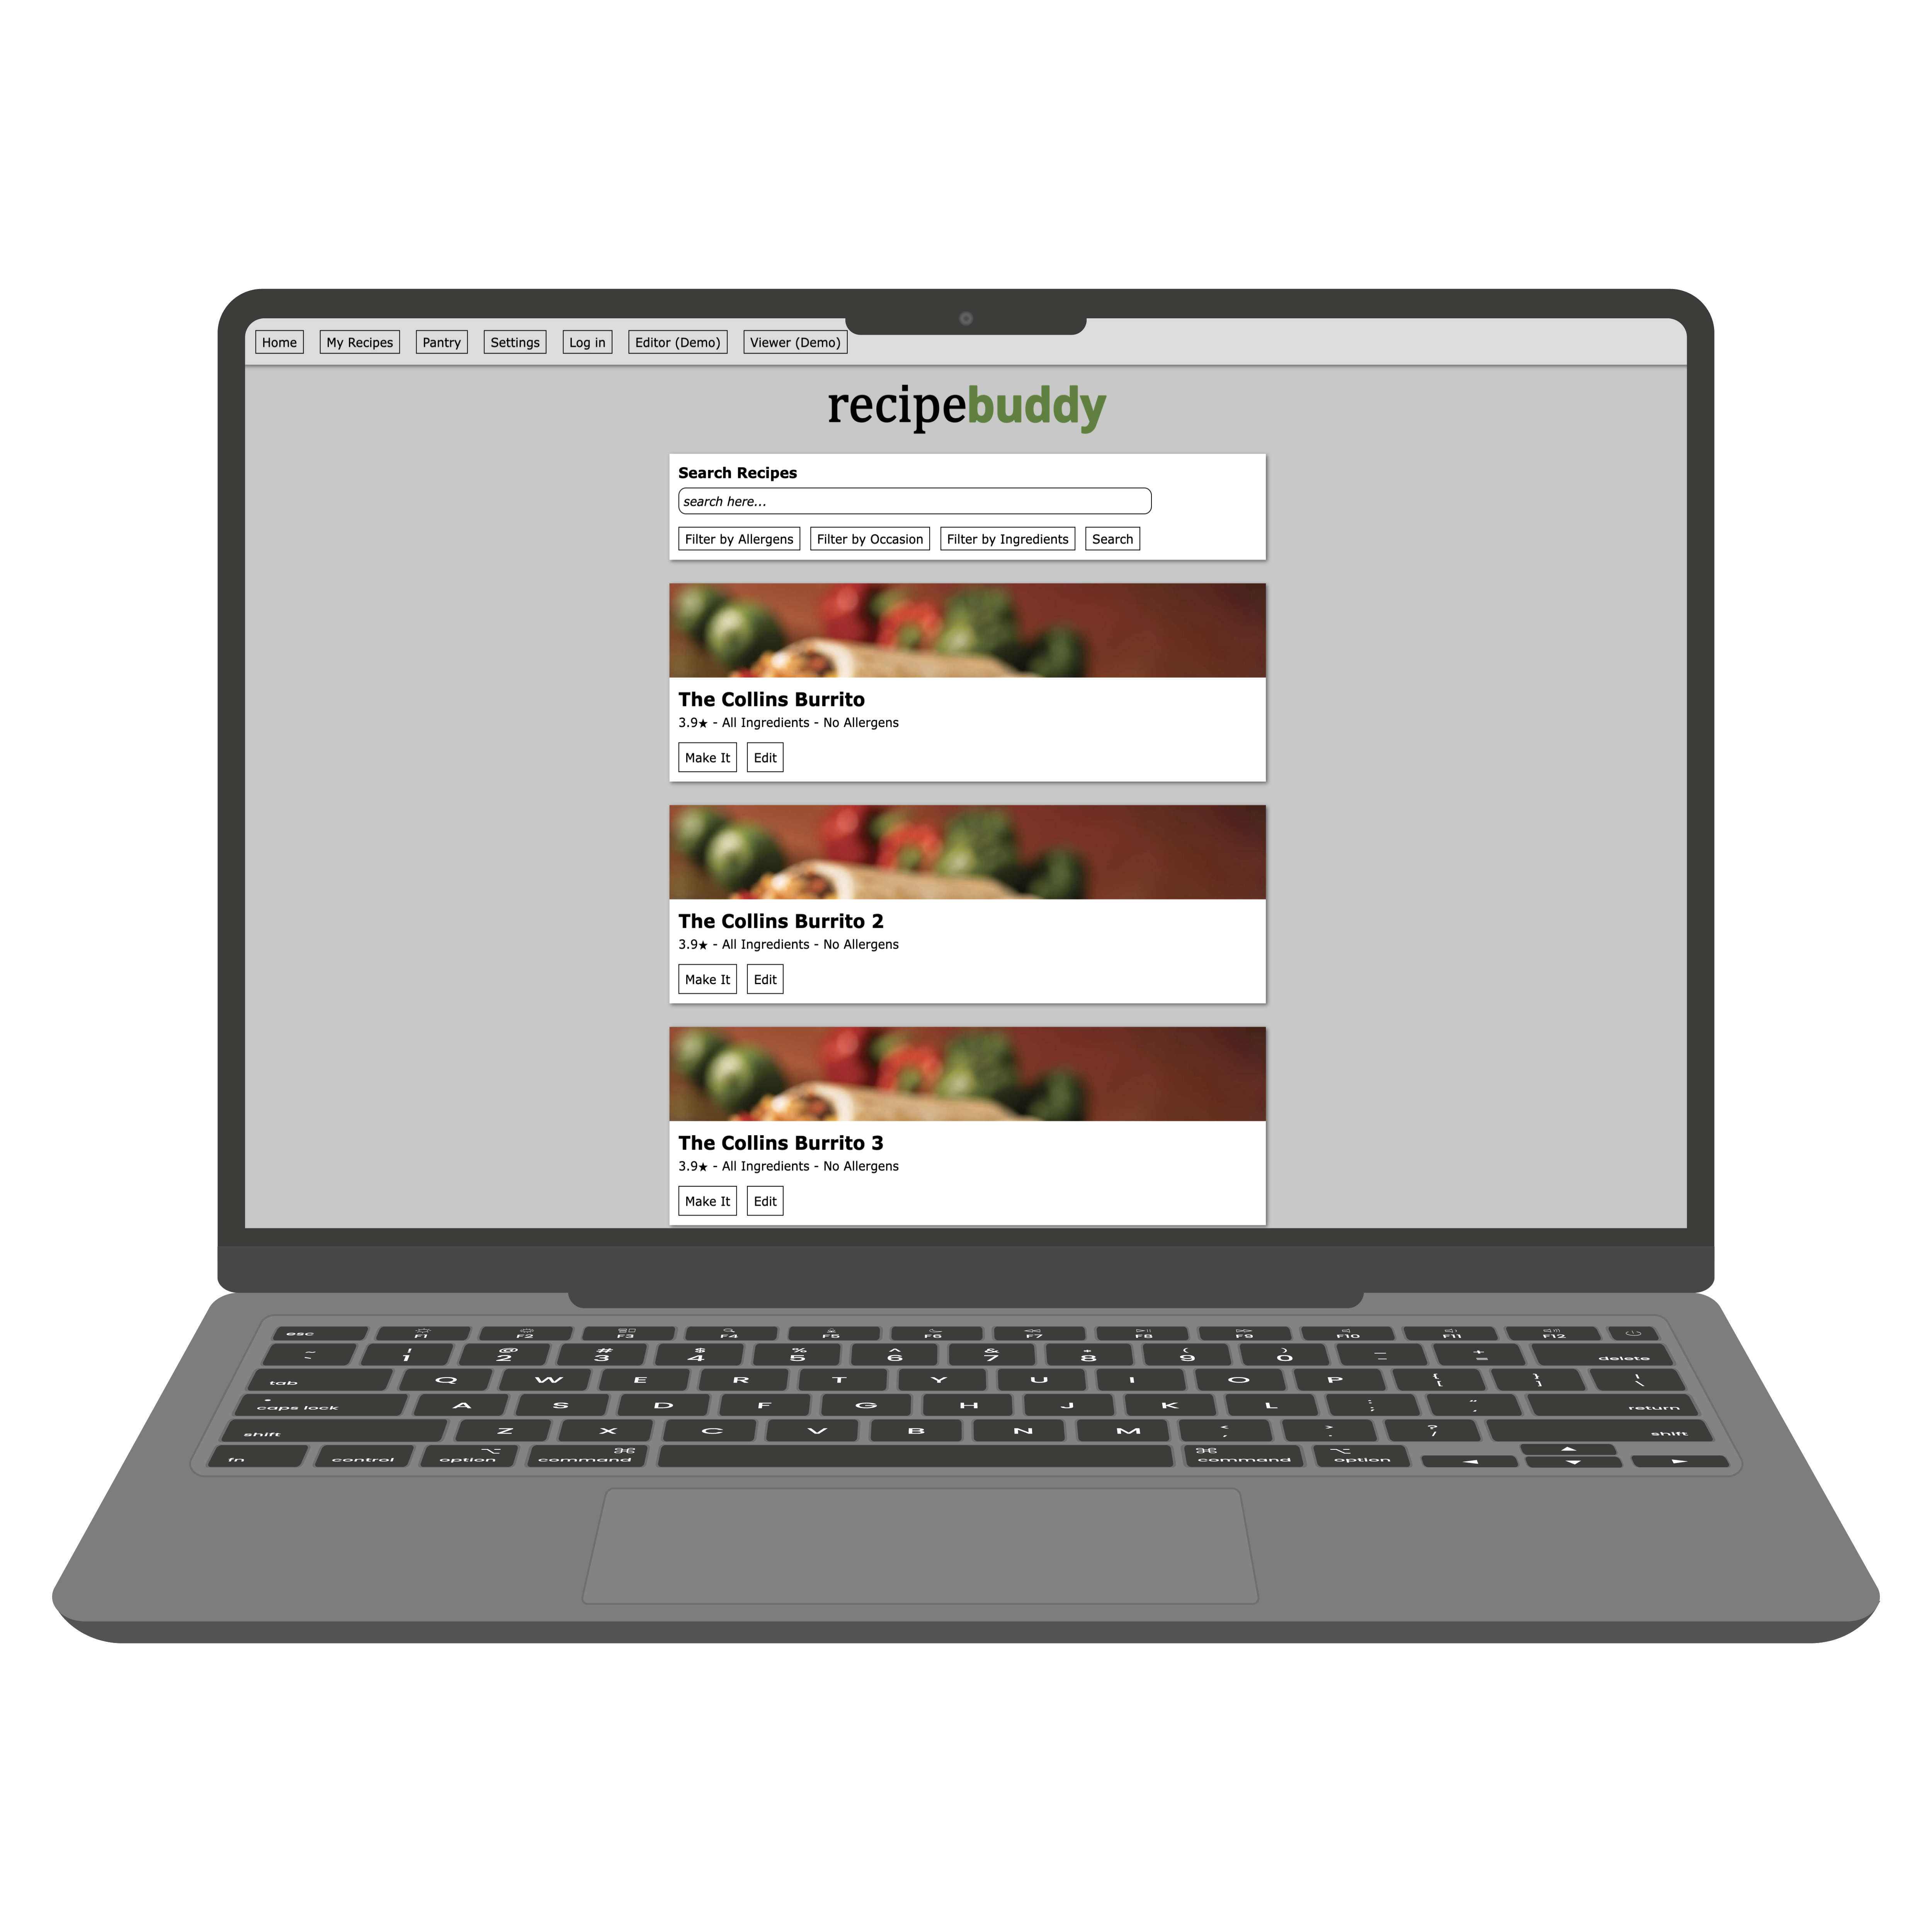 Home My Recipes Pantry Settings Log in Editor (Demo) Viewer (Demo)
recipebuddy
Search Recipes
search here...
Filter by Allergens Filter by Occasion Filter by Ingredients Search
The Collins Burrito
3.9★ - All Ingredients - No Allergens
Make It Edit
The Collins Burrito 2
3.9★ - All Ingredients - No Allergens
Make It Edit
The Collins Burrito 3
3.9★ - All Ingredients - No Allergens
Make It Edit
esc F1 F2 F3 F4 F5 F6 F7 F8 F9 F10 F11 F12
~ ! @ # $ % ^ & * ( ) _ +
` 1 2 3 4 5 6 7 8 9 0 - = delete
tab Q W E R T Y U I O P { [ } ] | \
caps lock A S D F G H J K L : ; " ' return
shift Z X C V B N M < , > . ? / shift
fn control ⌥ option ⌘ command ⌘ command ⌥ option ◀ ▲ ▼ ▶